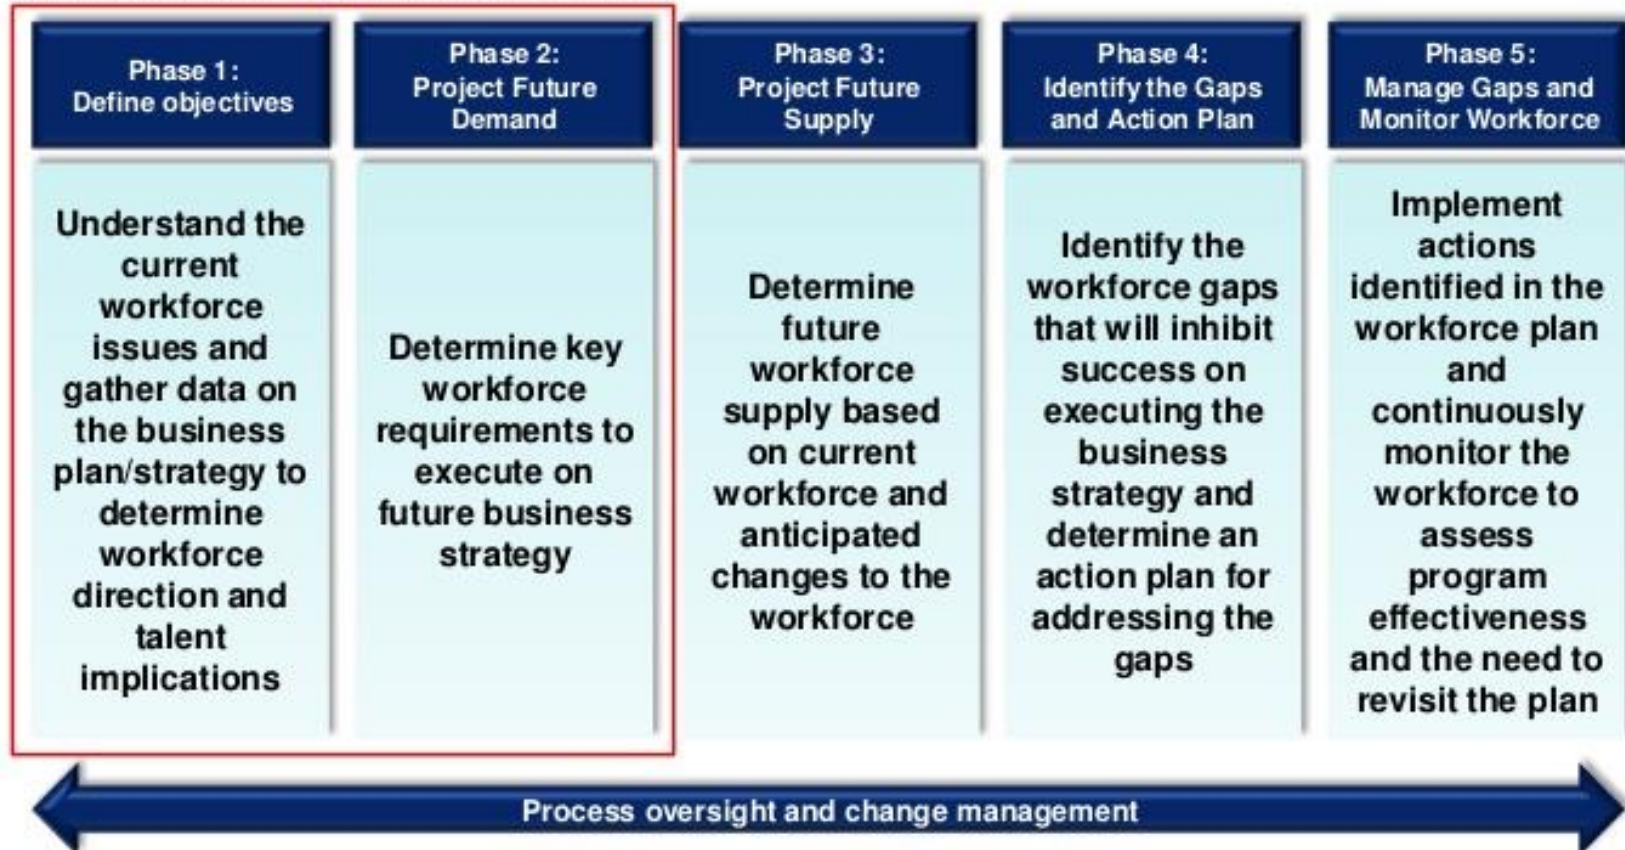 Phase 1:
Define objectives
Understand the
current
workforce
issues and
gather data on
the business
plan/strategy to
determine
workforce
direction and
talent
implications
Phase 2:
Project Future
Demand
Determine key
workforce
requirements to
execute on
future business
strategy
Phase 3:
Project Future
Supply
Determine
future
workforce
supply based
on current
workforce and
anticipated
changes to the
workforce
Phase 4:
Identify the Gaps
and Action Plan
Identify the
workforce gaps
that will inhibit
success on
executing the
business
strategy and
determine an
action plan for
addressing the
gaps
Phase 5:
Manage Gaps and
Monitor Workforce
Implement
actions
identified in the
workforce plan
and
continuously
monitor the
workforce to
assess
program
effectiveness
and the need to
revisit the plan
Process oversight and change management